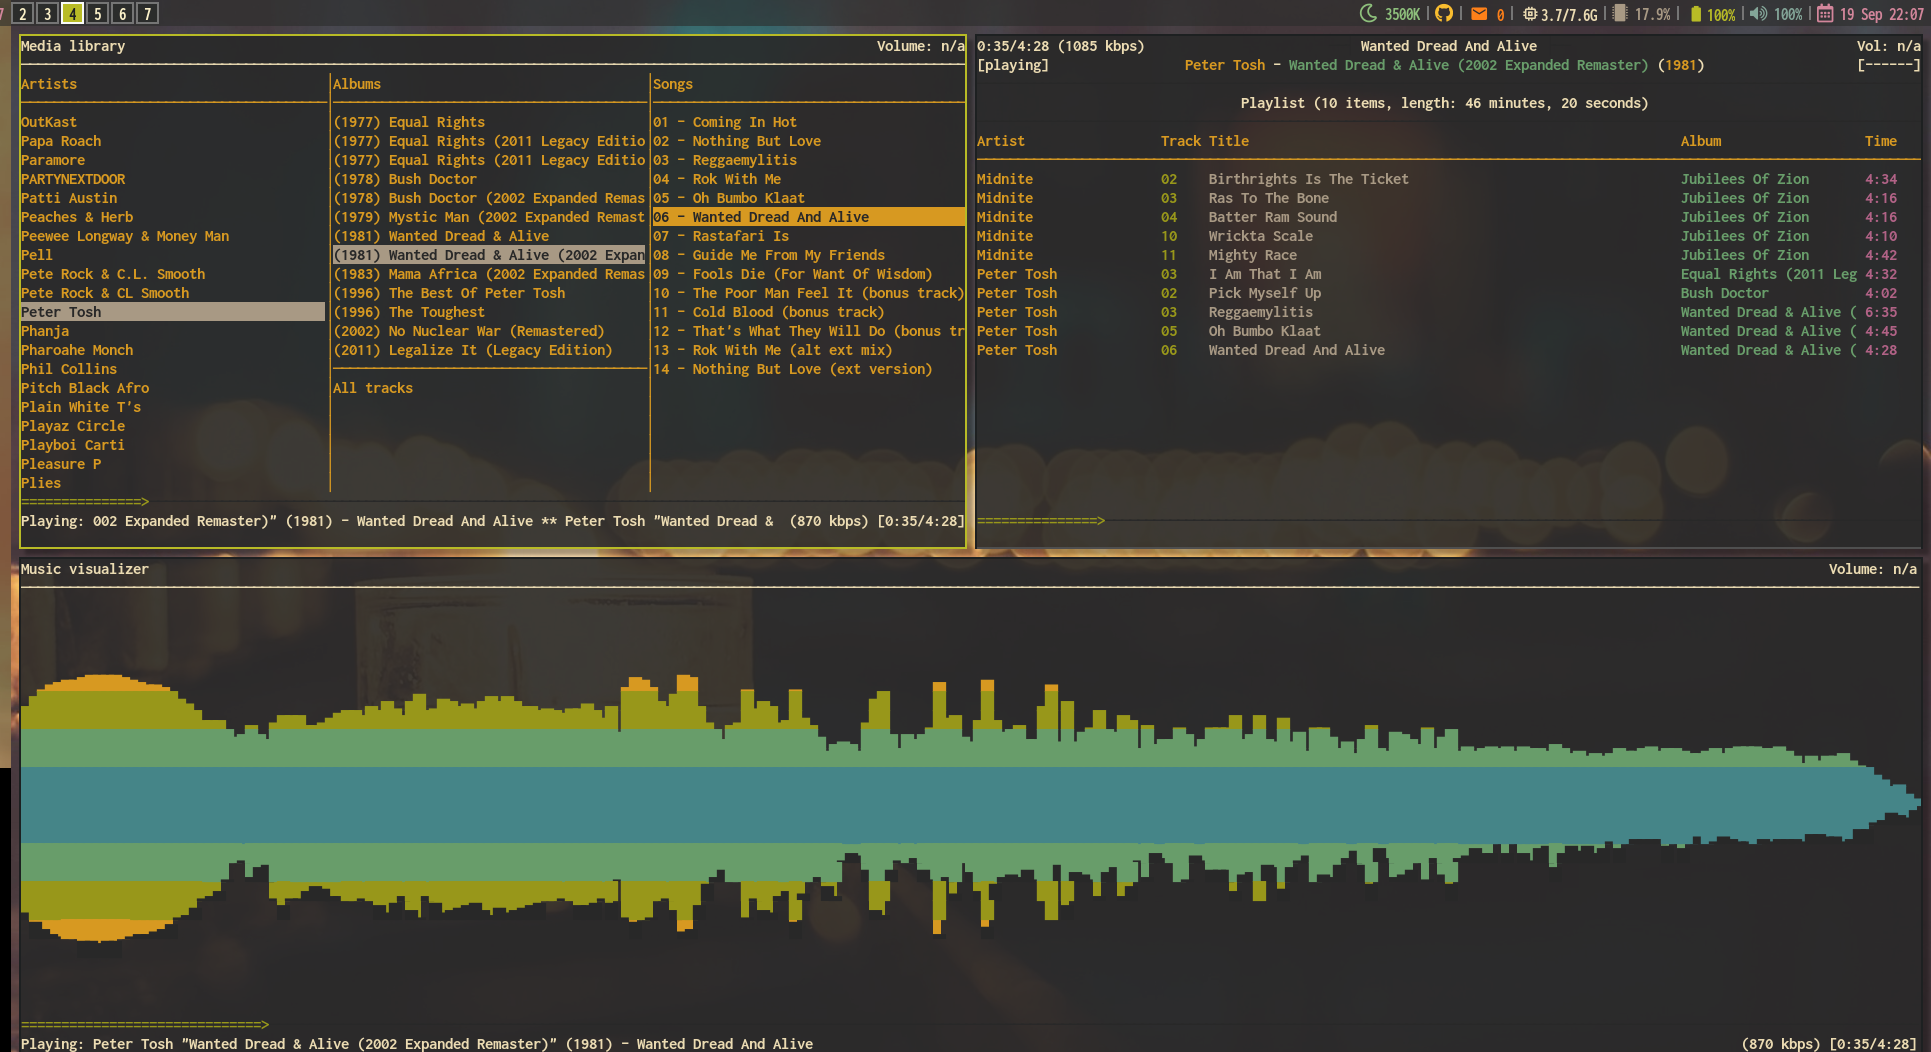 7 2 3 4 5 6 7 3500K | | 0 | 3.7/7.6G | 17.9% | 100% | 100% | 19 Sep 22:07
Media library Volume: n/a
Artists
OutKast
Papa Roach
Paramore
PARTYNEXTDOOR
Patti Austin
Peaches & Herb
Peewee Longway & Money Man
Pell
Pete Rock & C.L. Smooth
Pete Rock & CL Smooth
Peter Tosh
Phanja
Pharoahe Monch
Phil Collins
Pitch Black Afro
Plain White T's
Playaz Circle
Playboi Carti
Pleasure P
Plies
Albums
(1977) Equal Rights
(1977) Equal Rights (2011 Legacy Editio
(1977) Equal Rights (2011 Legacy Editio
(1978) Bush Doctor
(1978) Bush Doctor (2002 Expanded Remas
(1979) Mystic Man (2002 Expanded Remast
(1981) Wanted Dread & Alive
(1981) Wanted Dread & Alive (2002 Expan
(1983) Mama Africa (2002 Expanded Remas
(1996) The Best Of Peter Tosh
(1996) The Toughest
(2002) No Nuclear War (Remastered)
(2011) Legalize It (Legacy Edition)
All tracks
Songs
01 - Coming In Hot
02 - Nothing But Love
03 - Reggaemylitis
04 - Rok With Me
05 - Oh Bumbo Klaat
06 - Wanted Dread And Alive
07 - Rastafari Is
08 - Guide Me From My Friends
09 - Fools Die (For Want Of Wisdom)
10 - The Poor Man Feel It (bonus track)
11 - Cold Blood (bonus track)
12 - That's What They Will Do (bonus tr
13 - Rok With Me (alt ext mix)
14 - Nothing But Love (ext version)
===============>
Playing: 002 Expanded Remaster)" (1981) - Wanted Dread And Alive ** Peter Tosh "Wanted Dread & (870 kbps) [0:35/4:28]
0:35/4:28 (1085 kbps) Wanted Dread And Alive Vol: n/a
[playing] Peter Tosh - Wanted Dread & Alive (2002 Expanded Remaster) (1981) [------]
Playlist (10 items, length: 46 minutes, 20 seconds)
Artist Track Title Album Time
Midnite 02 Birthrights Is The Ticket Jubilees Of Zion 4:34
Midnite 03 Ras To The Bone Jubilees Of Zion 4:16
Midnite 04 Batter Ram Sound Jubilees Of Zion 4:16
Midnite 10 Wrickta Scale Jubilees Of Zion 4:10
Midnite 11 Mighty Race Jubilees Of Zion 4:42
Peter Tosh 03 I Am That I Am Equal Rights (2011 Leg 4:32
Peter Tosh 02 Pick Myself Up Bush Doctor 4:02
Peter Tosh 03 Reggaemylitis Wanted Dread & Alive ( 6:35
Peter Tosh 05 Oh Bumbo Klaat Wanted Dread & Alive ( 4:45
Peter Tosh 06 Wanted Dread And Alive Wanted Dread & Alive ( 4:28
===============>
Music visualizer Volume: n/a
==============================>
Playing: Peter Tosh "Wanted Dread & Alive (2002 Expanded Remaster)" (1981) - Wanted Dread And Alive (870 kbps) [0:35/4:28]